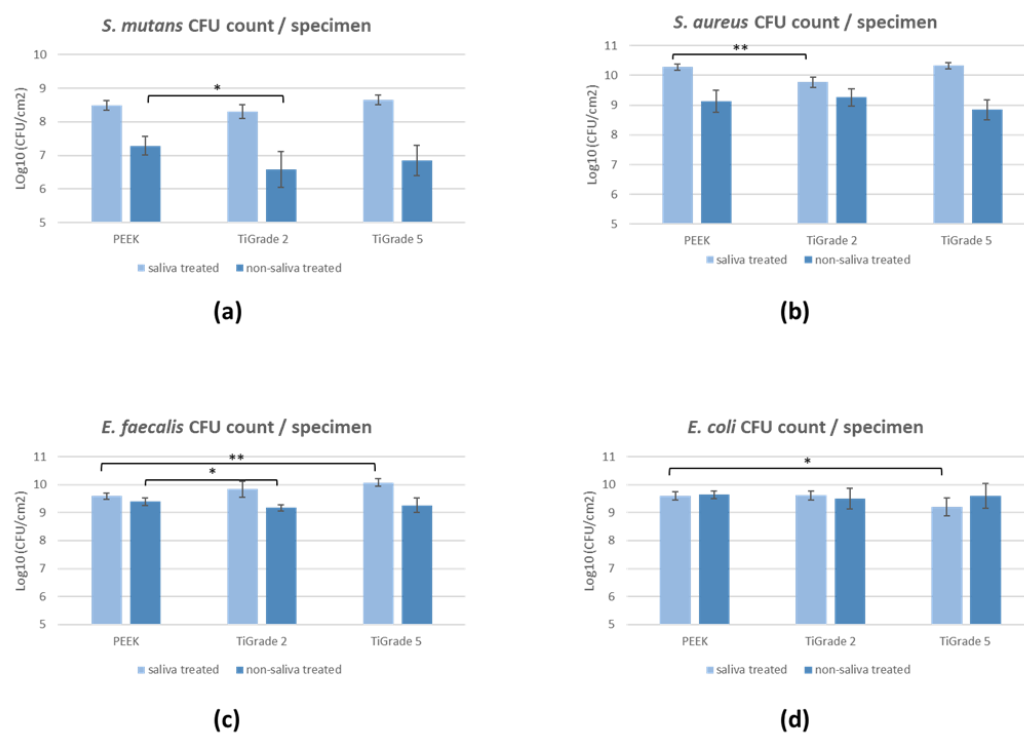 S. mutans CFU count / specimen
*
LOg10 (CFU/cm2)
10
9
8
7
6
5
PEEK TiGrade 2 TiGrade 5
saliva treated non-saliva treated
(a)
S. aureus CFU count / specimen
**
Log10 (CFU/cm2)
11
10
9
8
7
6
5
PEEK TiGrade 2 TiGrade 5
saliva treated non-saliva treated
(b)
E. faecalis CFU count / specimen
**
*
Log10 (CFU/cm2)
11
10
9
8
7
6
5
PEEK TiGrade 2 TiGrade 5
saliva treated non-saliva treated
(c)
E. coli CFU count / specimen
*
Log10 (CFU/cm2)
11
10
9
8
7
6
5
PEEK TiGrade 2 TiGrade 5
saliva treated non-saliva treated
(d)